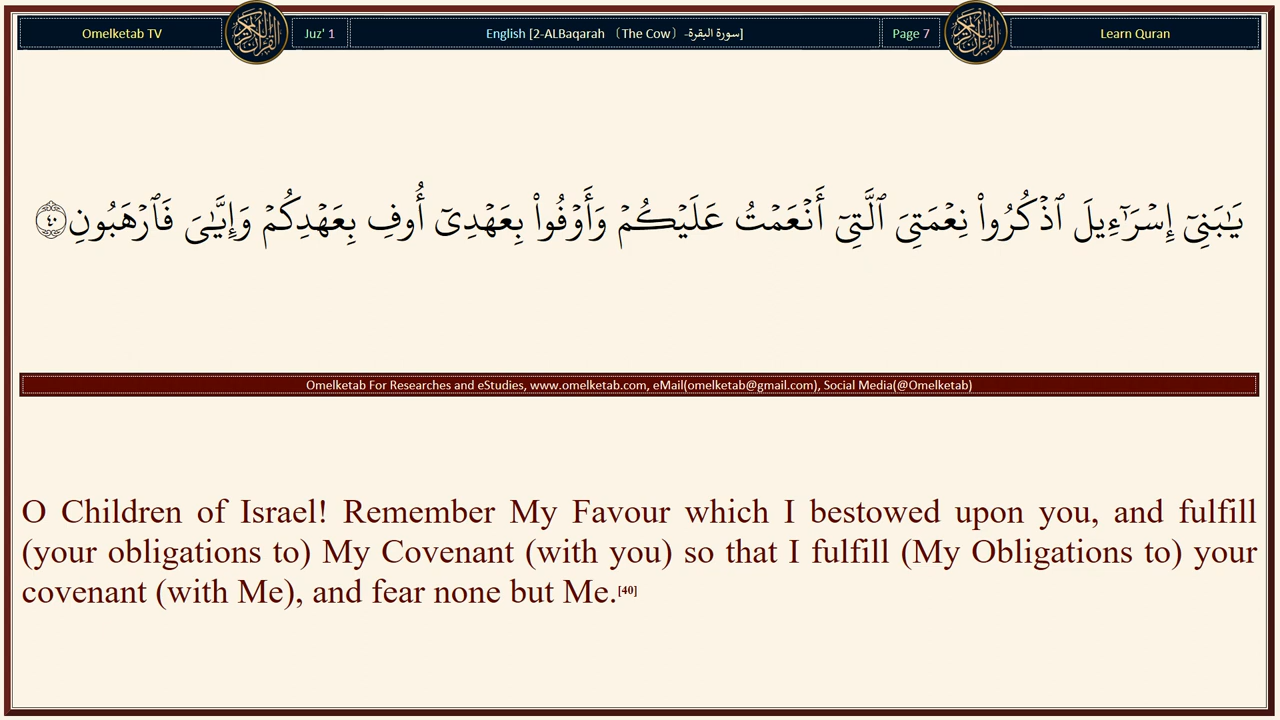 Omelketab TV
Juz' 1
English [2-ALBaqarah 〔The Cow〕 -سورة البقرة]
Page 7
Learn Quran
يَـٰبَنِىٓ إِسۡرَٰٓءِيلَ ٱذۡكُرُواْ نِعۡمَتِىَ ٱلَّتِىٓ أَنۡعَمۡتُ عَلَيۡكُمۡ وَأَوۡفُواْ بِعَهۡدِىٓ أُوفِ بِعَهۡدِكُمۡ وَإِيَّـٰىَ فَٱرۡهَبُونِ ٤٠
Omelketab For Researches and eStudies, www.omelketab.com, eMail(omelketab@gmail.com), Social Media(@Omelketab)
O Children of Israel! Remember My Favour which I bestowed upon you, and fulfill
(your obligations to) My Covenant (with you) so that I fulfill (My Obligations to) your
covenant (with Me), and fear none but Me.[40]